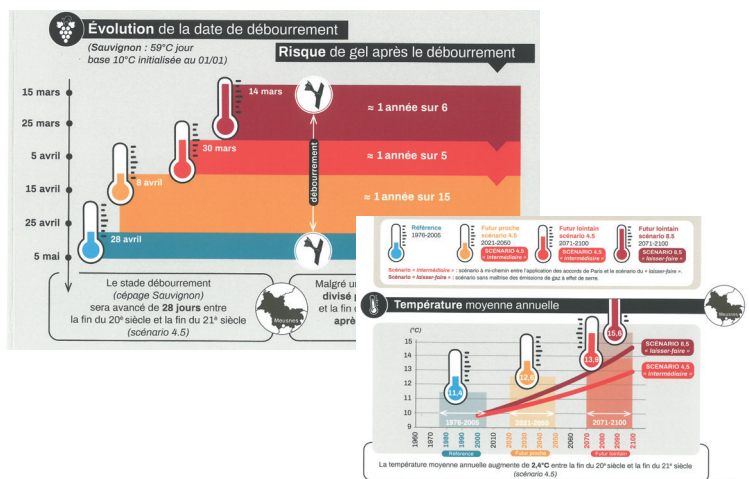 Évolution de la date de débourrement
(Sauvignon : 59°C jour
base 10°C initialisée au 01/01)
Risque de gel après le débourrement
15 mars
25 mars
5 avril
15 avril
25 avril
5 mai
14 mars
30 mars
8 avril
28 avril
débourrement
≈ 1 année sur 6
≈ 1 année sur 5
≈ 1 année sur 15
Le stade débourrement
(cépage Sauvignon)
sera avancé de 28 jours entre
la fin du 20e siècle et la fin du 21e siècle
(scénario 4.5)
Meusnes
Malgré un
divisé
et la fin
aprè
Référence
1976-2005
Futur proche
scénario 4.5
2021-2050
SCENARIO 4.5
« intermédiaire »
Futur lointain
scénario 4.5
2071-2100
SCENARIO 4.5
« intermédiaire »
Futur lointain
scénario 8.5
2071-2100
SCENARIO 8.5
« laisser-faire »
Scénario « intermédiaire » : scénario à mi-chemin entre l'application des accords de Paris et le scénario du « laisser-faire ».
Scénario « laisser-faire » : scénario sans maîtrise des émissions de gaz à effet de serre.
Température moyenne annuelle
Meusnes
(°C)
15
14
13
12
11
10
9
11,4
13,9
15,6
SCÉNARIO 8.5
« laisser-faire »
SCÉNARIO 4.5
« intermédiaire »
1976-2005
2021-2050
2071-2100
1960 1970 1980 1990 2000 2010 2020 2030 2040 2050 2060 2070 2080 2090 2100
Référence
Futur proche
Futur lointain
La température moyenne annuelle augmente de 2,4°C entre la fin du 20e siècle et la fin du 21e siècle
(scénario 4.5)